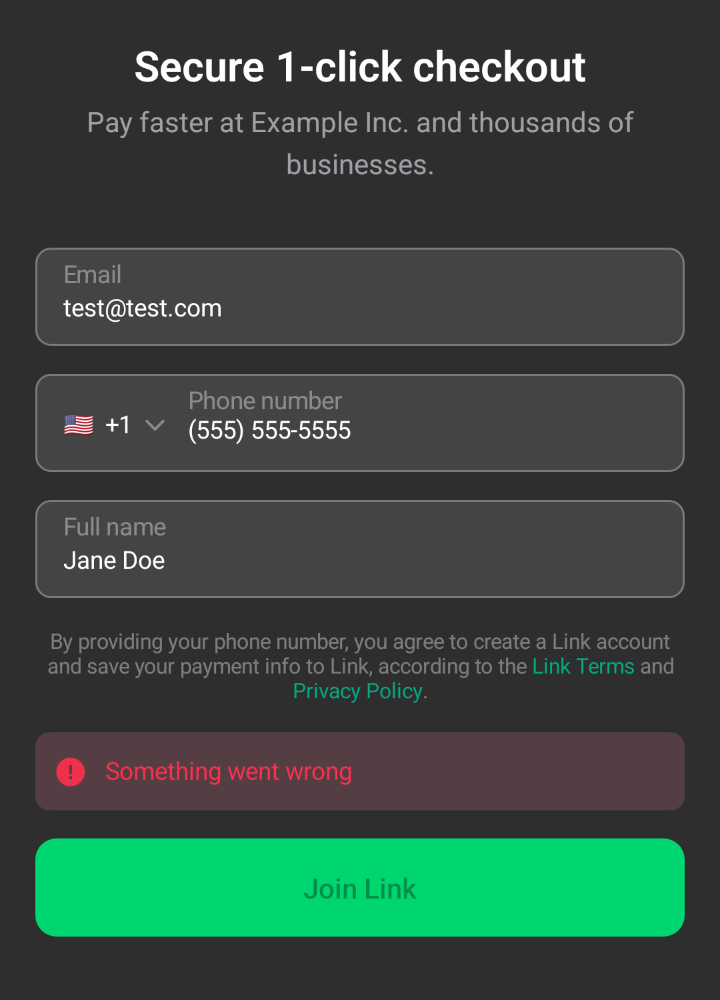 Secure 1-click checkout
Pay faster at Example Inc. and thousands of
businesses.
Email
test@test.com
Phone number
+1 (555) 555-5555
Full name
Jane Doe
By providing your phone number, you agree to create a Link account
and save your payment info to Link, according to the Link Terms and
Privacy Policy.
Something went wrong
Join Link